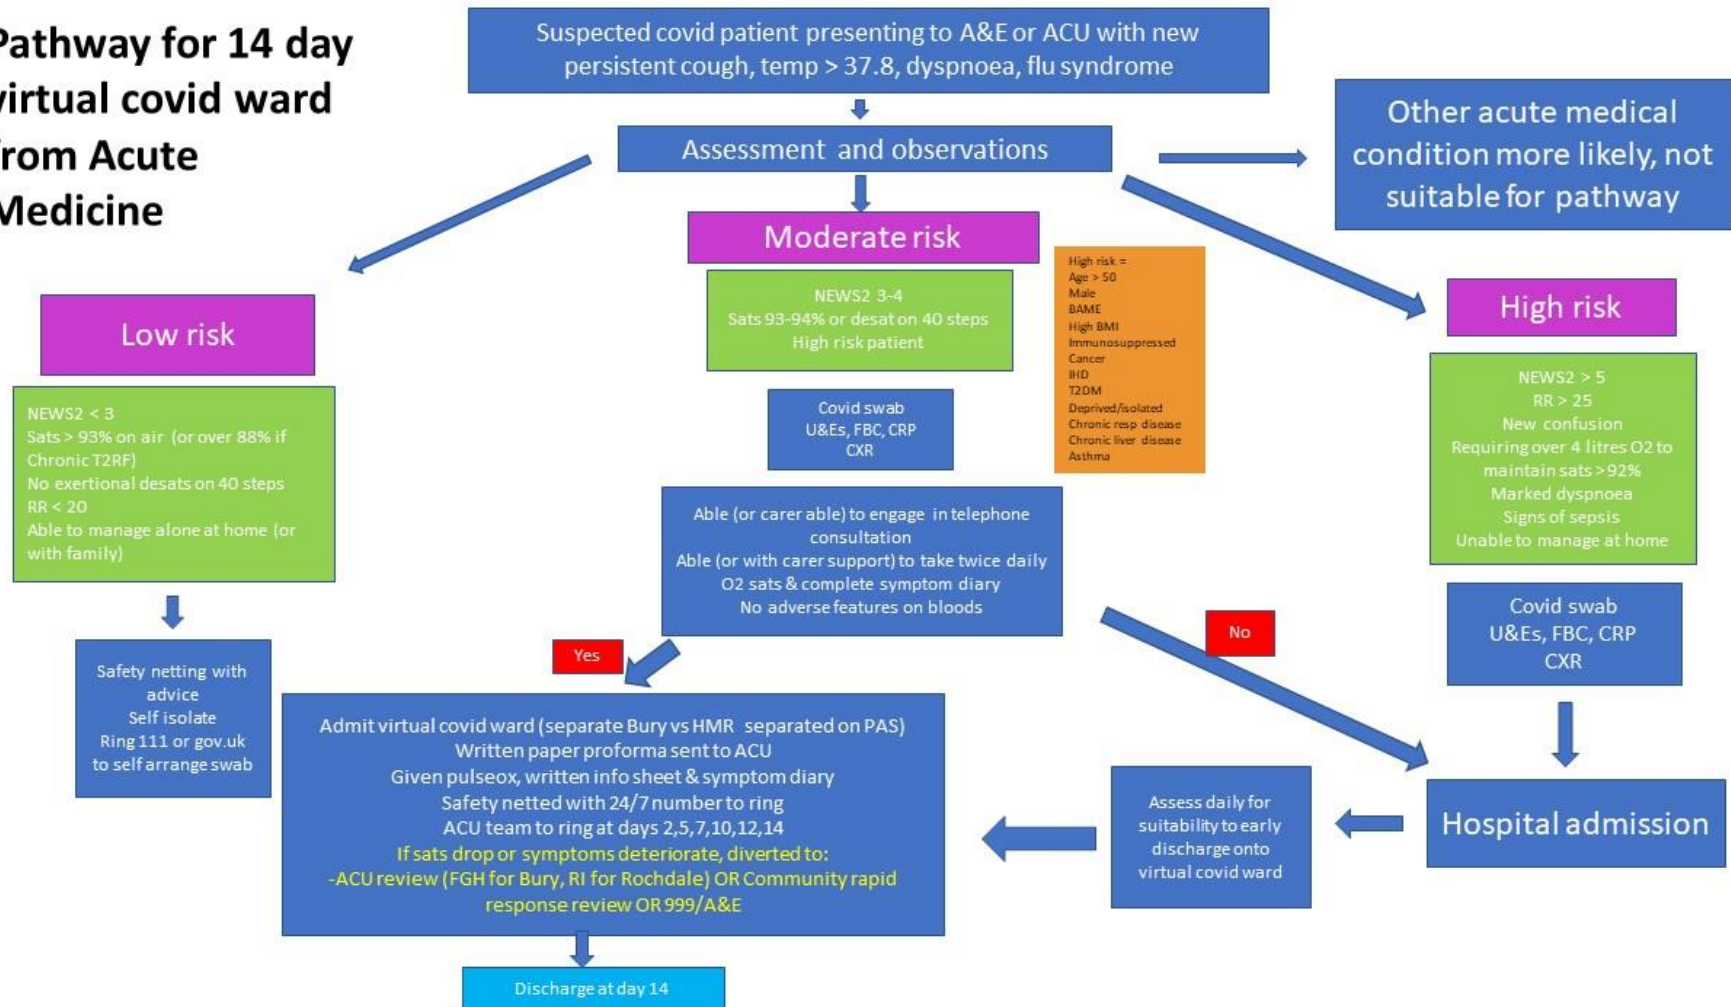 Pathway for 14 day
virtual covid ward
from Acute
Medicine
Suspected covid patient presenting to A&E or ACU with new
persistent cough, temp > 37.8, dyspnoea, flu syndrome
Assessment and observations
Other acute medical
condition more likely, not
suitable for pathway
Low risk
NEWS2 < 3
Sats > 93% on air (or over 88% if
Chronic T2RF)
No exertional desats on 40 steps
RR < 20
Able to manage alone at home (or
with family)
Safety netting with
advice
Self isolate
Ring 111 or gov.uk
to self arrange swab
Moderate risk
NEWS2 3-4
Sats 93-94% or desat on 40 steps
High risk patient
Covid swab
U&Es, FBC, CRP
CXR
High risk =
Age > 50
Male
BAME
High BMI
Immunosuppressed
Cancer
IHD
T2DM
Deprived/isolated
Chronic resp disease
Chronic liver disease
Asthma
Able (or carer able) to engage in telephone
consultation
Able (or with carer support) to take twice daily
O2 sats & complete symptom diary
No adverse features on bloods
Yes
No
Admit virtual covid ward (separate Bury vs HMR separated on PAS)
Written paper proforma sent to ACU
Given pulseox, written info sheet & symptom diary
Safety netted with 24/7 number to ring
ACU team to ring at days 2,5,7,10,12,14
If sats drop or symptoms deteriorate, diverted to:
-ACU review (FGH for Bury, RI for Rochdale) OR Community rapid
response review OR 999/A&E
Discharge at day 14
High risk
NEWS2 > 5
RR > 25
New confusion
Requiring over 4 litres O2 to
maintain sats >92%
Marked dyspnoea
Signs of sepsis
Unable to manage at home
Covid swab
U&Es, FBC, CRP
CXR
Hospital admission
Assess daily for
suitability to early
discharge onto
virtual covid ward